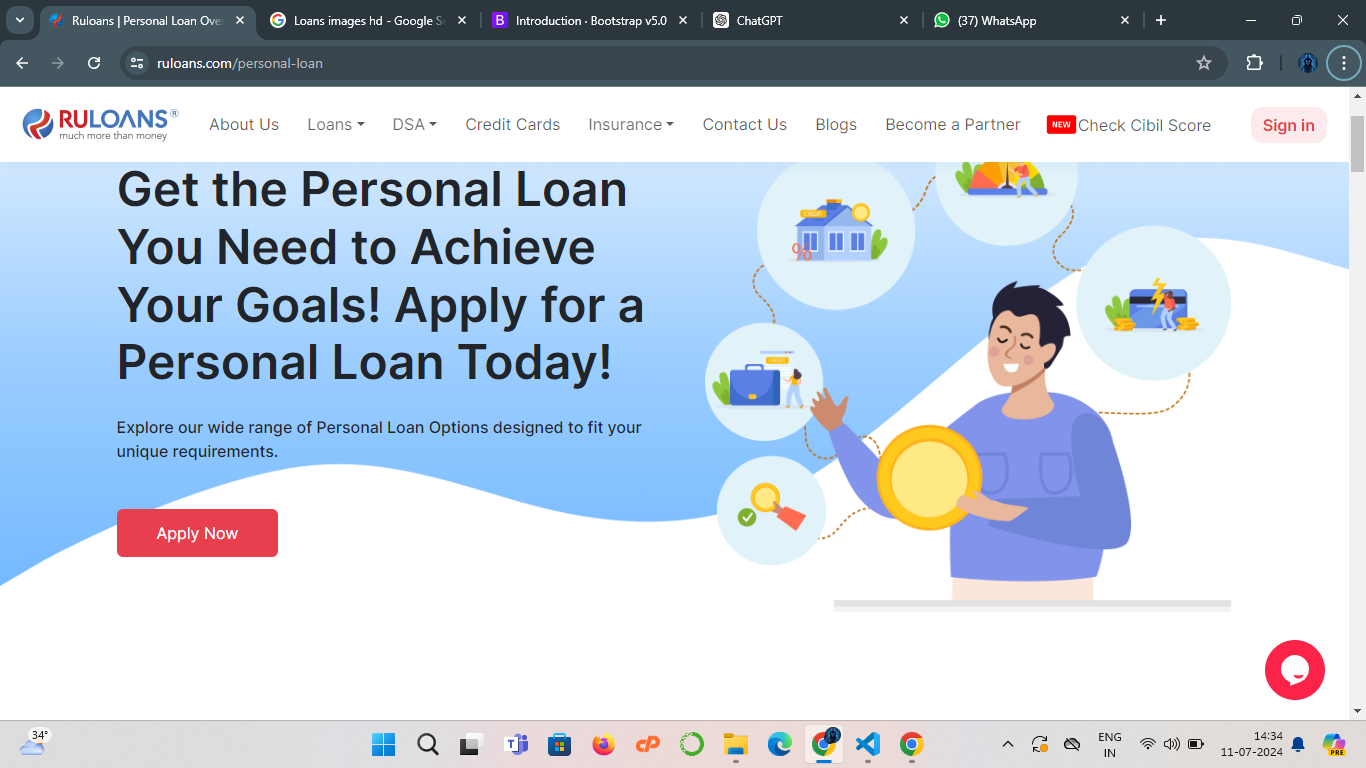 Ruloans | Personal Loan Ove
Loans images hd - Google S
Introduction · Bootstrap v5.0
ChatGPT
(37) WhatsApp
ruloans.com/personal-loan
RULOANS®
much more than money
About Us
Loans
DSA
Credit Cards
Insurance
Contact Us
Blogs
Become a Partner
NEW
Check Cibil Score
Sign in
Get the Personal Loan
You Need to Achieve
Your Goals! Apply for a
Personal Loan Today!
Explore our wide range of Personal Loan Options designed to fit your
unique requirements.
Apply Now
CREDIT
%
34°
ENG
IN
14:34
11-07-2024
PRE